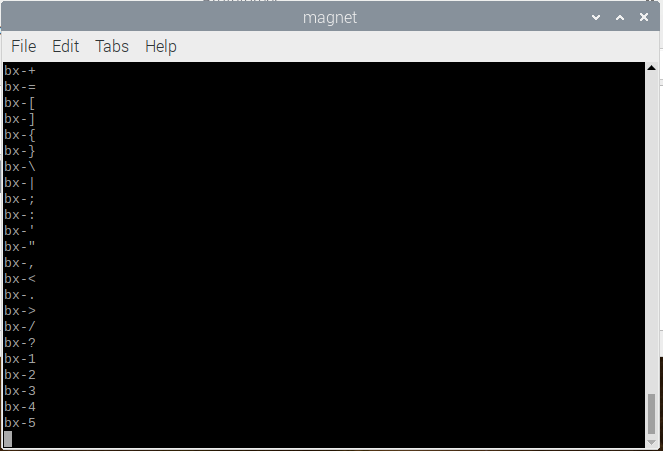 magnet
File Edit Tabs Help
bx-+
bx-=
bx-[
bx-]
bx-{
bx-}
bx-\
bx-|
bx-;
bx-:
bx-'
bx-"
bx-,
bx-<
bx-.
bx->
bx-/
bx-?
bx-1
bx-2
bx-3
bx-4
bx-5